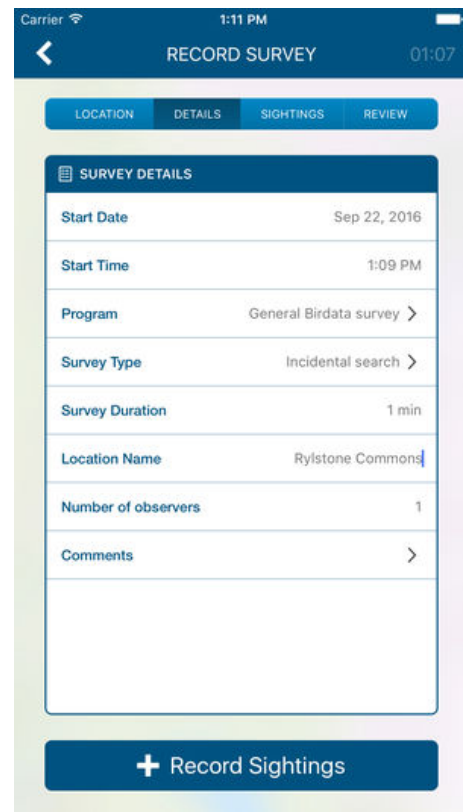 Carrier 1:11 PM
RECORD SURVEY 01:07
LOCATION DETAILS SIGHTINGS REVIEW
SURVEY DETAILS
Start Date Sep 22, 2016
Start Time 1:09 PM
Program General Birdata survey
Survey Type Incidental search
Survey Duration 1 min
Location Name Rylstone Commons
Number of observers 1
Comments
Record Sightings